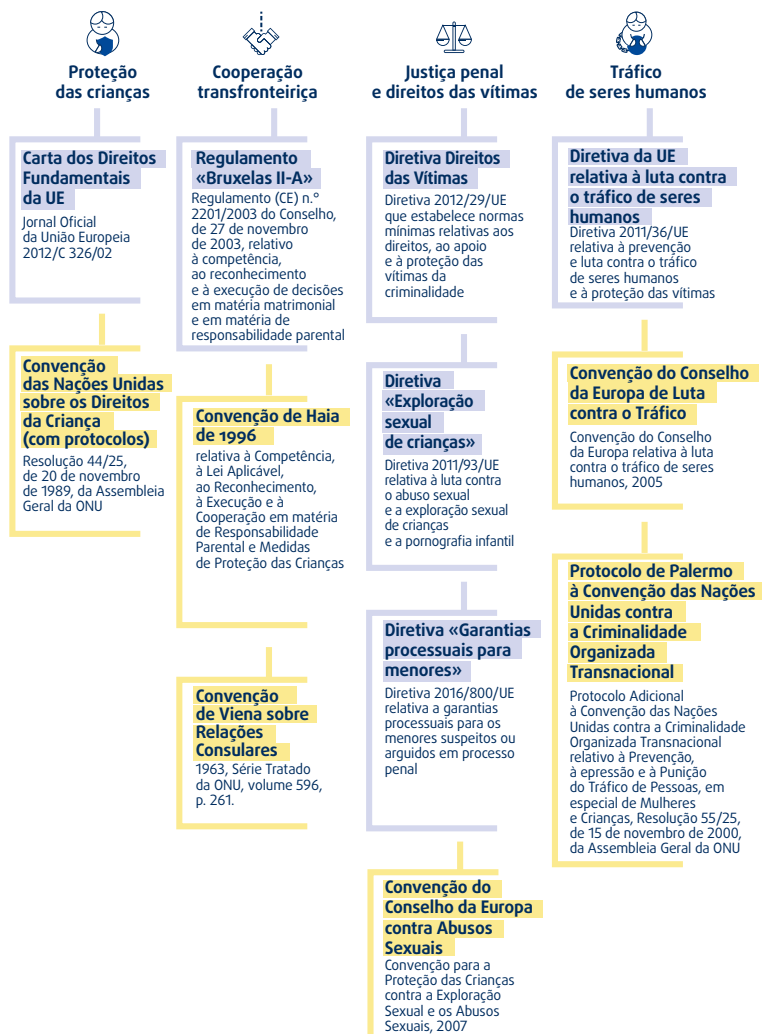 Proteção
das crianças
Carta dos Direitos
Fundamentais
da UE
Jornal Oficial
da União Europeia
2012/C 326/02
Convenção
das Nações Unidas
sobre os Direitos
da Criança
(com protocolos)
Resolução 44/25,
de 20 de novembro
de 1989, da Assembleia
Geral da ONU
Cooperação
transfronteiriça
Regulamento
«Bruxelas II-A»
Regulamento (CE) n.°
2201/2003 do Conselho,
de 27 de novembro
de 2003, relativo
à competência,
ao reconhecimento
e à execução de decisões
em matéria matrimonial
e em matéria de
responsabilidade parental
Convenção de Haia
de 1996
relativa à Competência,
à Lei Aplicável,
ao Reconhecimento,
à Execução e à
Cooperação em matéria
de Responsabilidade
Parental e Medidas
de Proteção das Crianças
Convenção
de Viena sobre
Relações
Consulares
1963, Série Tratado
da ONU, volume 596,
p. 261.
Justiça penal
e direitos das vítimas
Diretiva Direitos
das Vítimas
Diretiva 2012/29/UE
que estabelece normas
mínimas relativas aos
direitos, ao apoio
e à proteção das
vítimas da
criminalidade
Diretiva
«Exploração
sexual
de crianças»
Diretiva 2011/93/UE
relativa à luta contra
o abuso sexual
e a exploração sexual
de crianças
e a pornografia infantil
Diretiva «Garantias
processuais para
menores»
Diretiva 2016/800/UE
relativa a garantias
processuais para os
menores suspeitos ou
arguidos em processo
penal
Convenção do
Conselho da Europa
contra Abusos
Sexuais
Convenção para a
Proteção das Crianças
contra a Exploração
Sexual e os Abusos
Sexuais, 2007
Tráfico
de seres humanos
Diretiva da UE
relativa à luta contra
o tráfico de seres
humanos
Diretiva 2011/36/UE
relativa à prevenção
e luta contra o tráfico
de seres humanos
e à proteção das vítimas
Convenção do Conselho
da Europa de Luta
contra o Tráfico
Convenção do Conselho
da Europa relativa à luta
contra o tráfico de seres
humanos, 2005
Protocolo de Palermo
à Convenção das Nações
Unidas contra
a Criminalidade
Organizada
Transnacional
Protocolo Adicional
à Convenção das Nações
Unidas contra a Criminalidade
Organizada Transnacional
relativo à Prevenção,
à epressão e à Punição
do Tráfico de Pessoas, em
especial de Mulheres
e Crianças, Resolução 55/25,
de 15 de novembro de 2000,
da Assembleia Geral da ONU